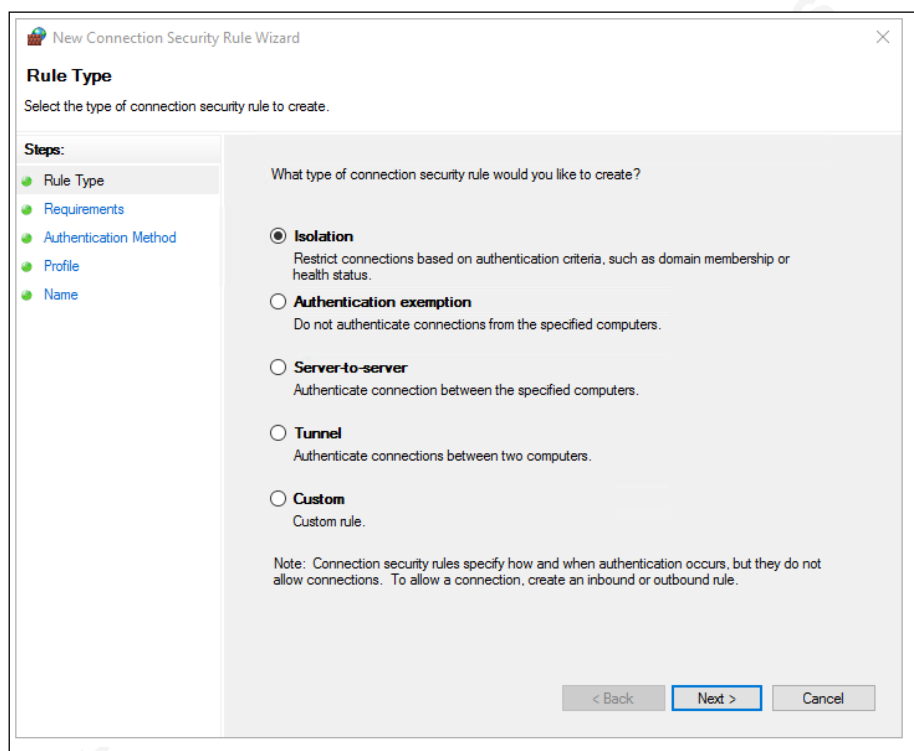 New Connection Security Rule Wizard
Rule Type
Select the type of connection security rule to create.
Steps:
Rule Type
Requirements
Authentication Method
Profile
Name
What type of connection security rule would you like to create?
Isolation
Restrict connections based on authentication criteria, such as domain membership or
health status.
Authentication exemption
Do not authenticate connections from the specified computers.
Server-to-server
Authenticate connection between the specified computers.
Tunnel
Authenticate connections between two computers.
Custom
Custom rule.
Note: Connection security rules specify how and when authentication occurs, but they do not
allow connections. To allow a connection, create an inbound or outbound rule.
< Back
Next >
Cancel